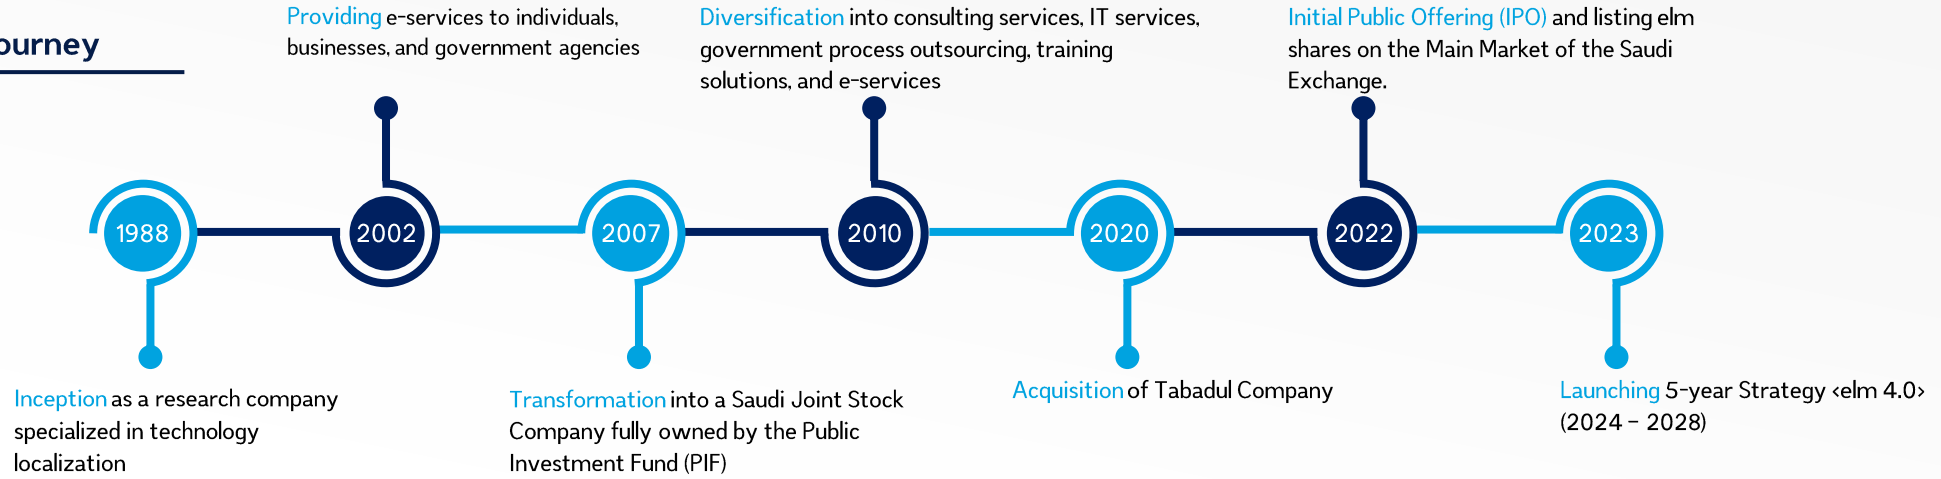 ourney
Providing e-services to individuals,
businesses, and government agencies
Diversification into consulting services, IT services,
government process outsourcing, training
solutions, and e-services
Initial Public Offering (IPO) and listing elm
shares on the Main Market of the Saudi
Exchange.
1988
2002
2007
2010
2020
2022
2023
Inception as a research company
specialized in technology
localization
Transformation into a Saudi Joint Stock
Company fully owned by the Public
Investment Fund (PIF)
Acquisition of Tabadul Company
Launching 5-year Strategy <elm 4.0>
(2024 – 2028)